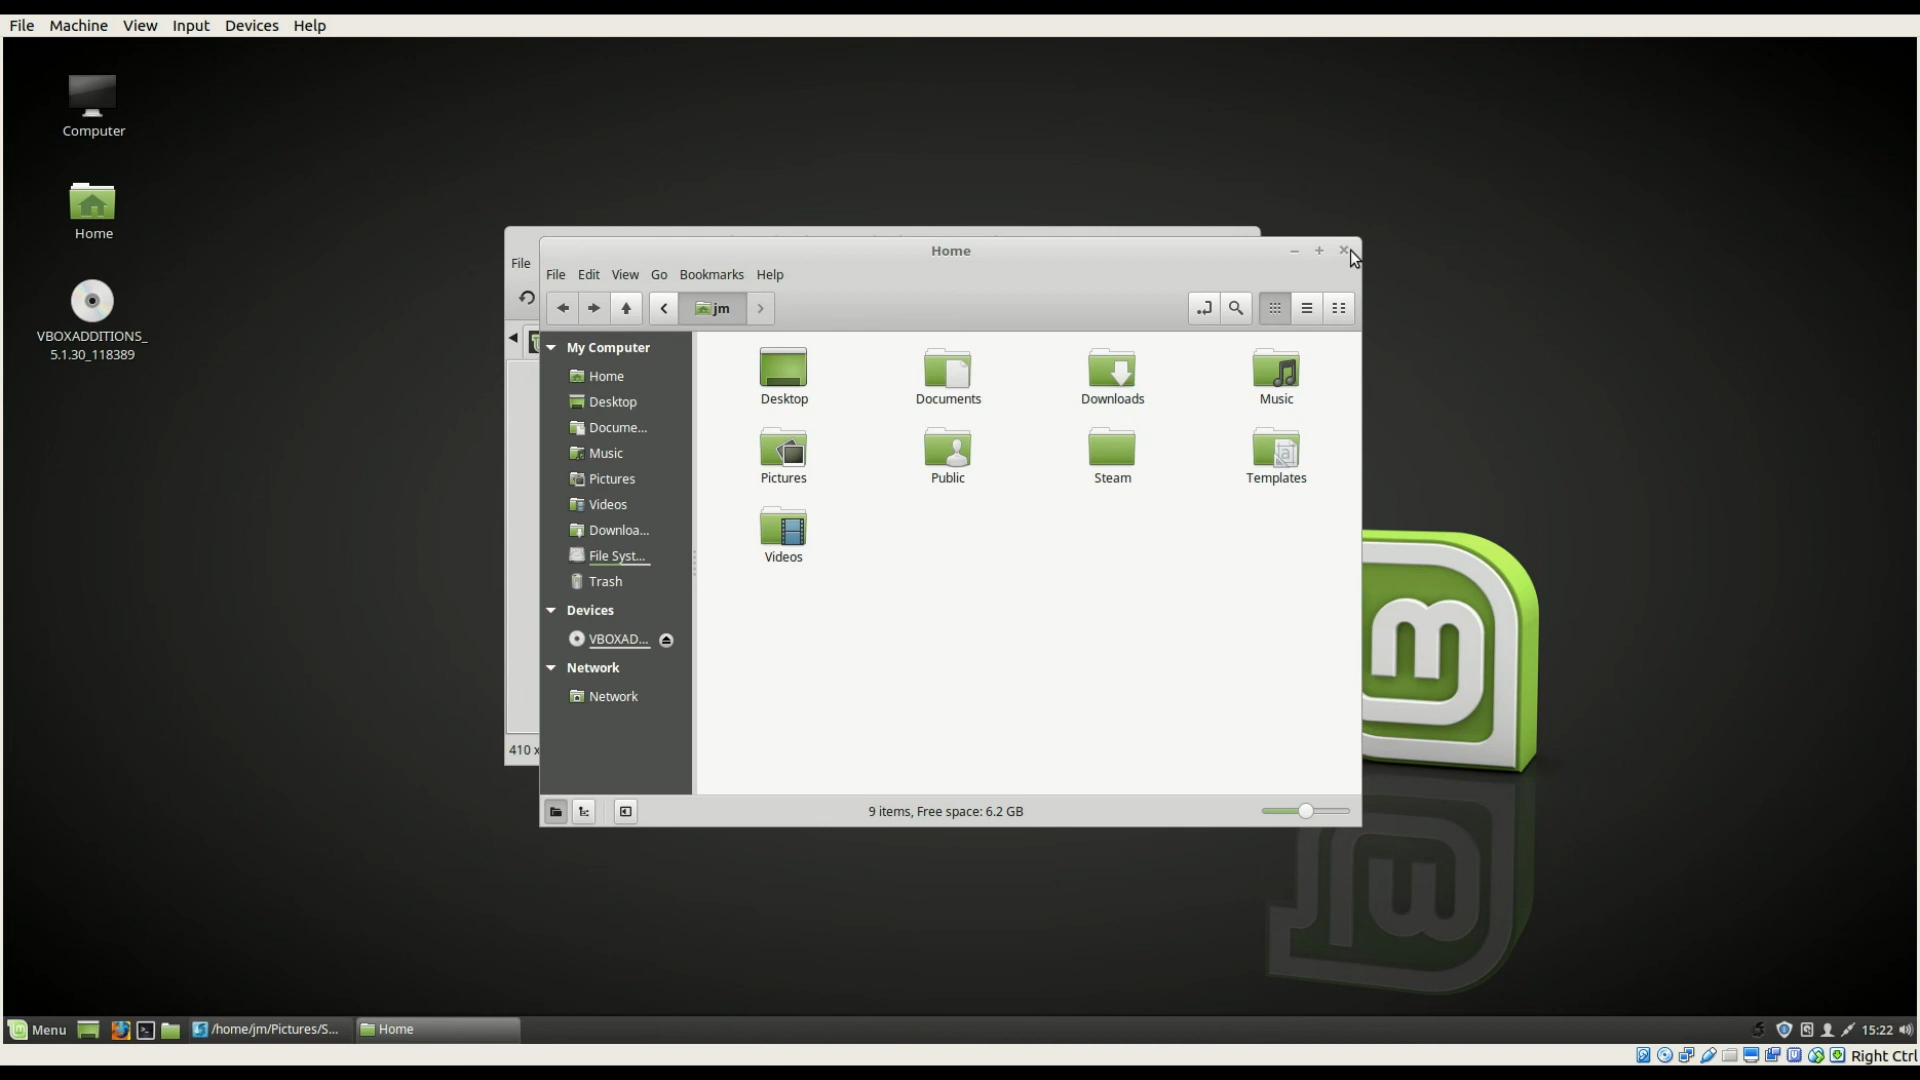 File Machine View Input Devices Help
Computer
Home
VBOXADDITIONS_
5.1.30_118389
File
410 x
Home
File Edit View Go Bookmarks Help
jm
My Computer
Home
Desktop
Docume...
Music
Pictures
Videos
Downloa...
File Syst...
Trash
Devices
VBOXAD...
Network
Network
Desktop Documents Downloads Music
Pictures Public Steam Templates
Videos
9 items, Free space: 6.2 GB
Menu /home/jm/Pictures/S... Home 15:22
Right Ctrl